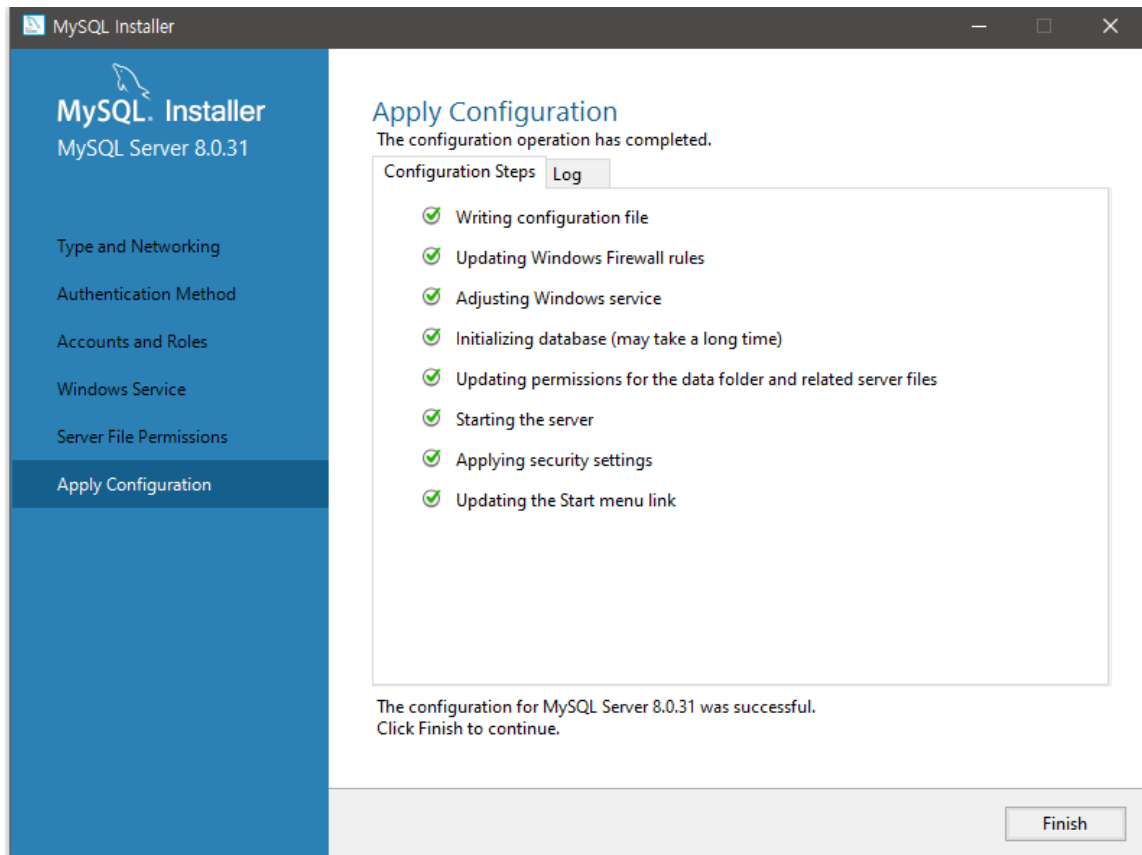 MySQL Installer
MySQL. Installer
MySQL Server 8.0.31
Type and Networking
Authentication Method
Accounts and Roles
Windows Service
Server File Permissions
Apply Configuration
Apply Configuration
The configuration operation has completed.
Configuration Steps
Log
Writing configuration file
Updating Windows Firewall rules
Adjusting Windows service
Initializing database (may take a long time)
Updating permissions for the data folder and related server files
Starting the server
Applying security settings
Updating the Start menu link
The configuration for MySQL Server 8.0.31 was successful.
Click Finish to continue.
Finish